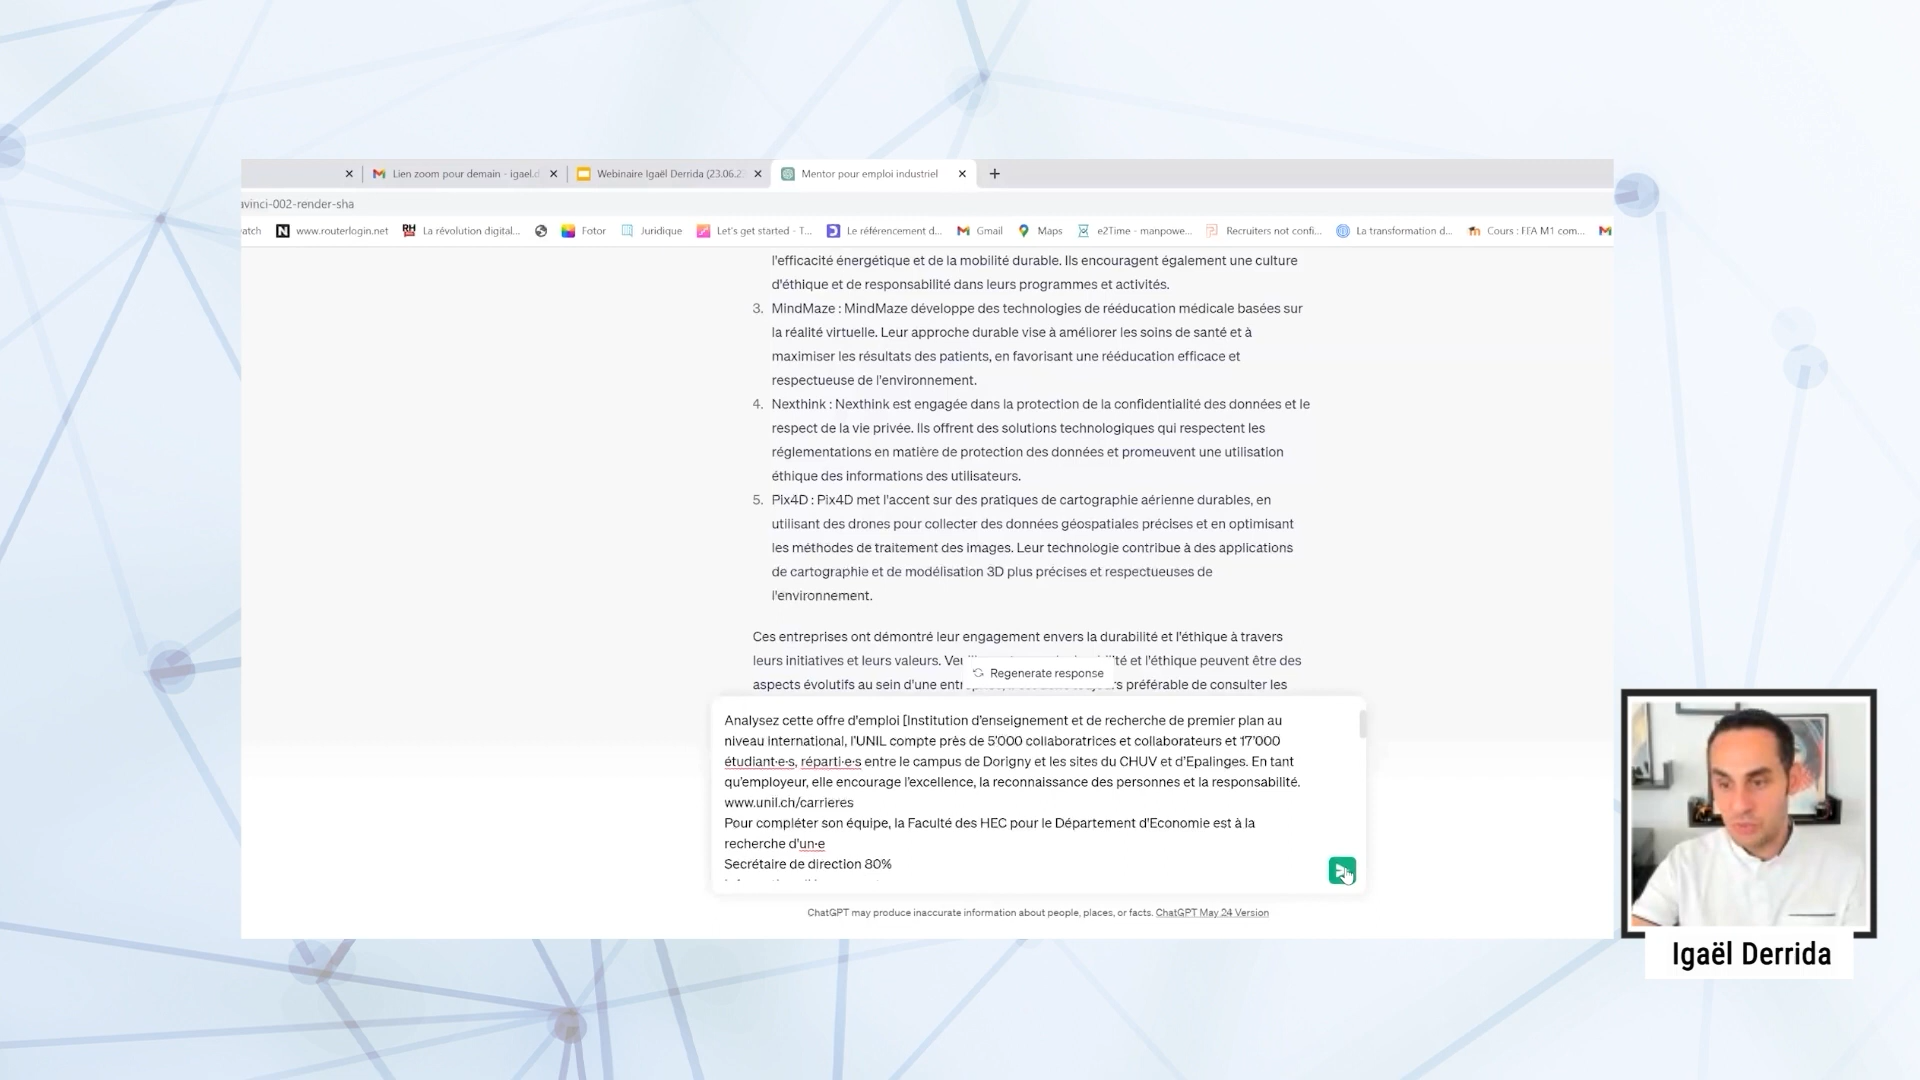 Lien zoom pour demain - igael.d
Webinaire Igaël Derrida (23.06.2
Mentor pour emploi industriel
avinci-002-render-sha
atch
www.routerlogin.net
La révolution digital...
Fotor
Juridique
Let's get started - T...
Le référencement d...
Gmail
Maps
e2Time - manpowe...
Recruiters not confi...
La transformation d...
Cours : FFA M1 com...
l'efficacité énergétique et de la mobilité durable. Ils encouragent également une culture
d'éthique et de responsabilité dans leurs programmes et activités.
3. MindMaze : MindMaze développe des technologies de rééducation médicale basées sur
la réalité virtuelle. Leur approche durable vise à améliorer les soins de santé et à
maximiser les résultats des patients, en favorisant une rééducation efficace et
respectueuse de l'environnement.
4. Nexthink : Nexthink est engagée dans la protection de la confidentialité des données et le
respect de la vie privée. Ils offrent des solutions technologiques qui respectent les
réglementations en matière de protection des données et promeuvent une utilisation
éthique des informations des utilisateurs.
5. Pix4D : Pix4D met l'accent sur des pratiques de cartographie aérienne durables, en
utilisant des drones pour collecter des données géospatiales précises et en optimisant
les méthodes de traitement des images. Leur technologie contribue à des applications
de cartographie et de modélisation 3D plus précises et respectueuses de
l'environnement.
Ces entreprises ont démontré leur engagement envers la durabilité et l'éthique à travers
leurs initiatives et leurs valeurs. et l'éthique peuvent être des
Regenerate response
aspects évolutifs au sein d'une préférable de consulter les
Analysez cette offre d'emploi [Institution d'enseignement et de recherche de premier plan au
niveau international, l'UNIL compte près de 5'000 collaboratrices et collaborateurs et 17'000
étudiant·e·s, réparti·e·s entre le campus de Dorigny et les sites du CHUV et d'Epalinges. En tant
qu'employeur, elle encourage l'excellence, la reconnaissance des personnes et la responsabilité.
www.unil.ch/carrieres
Pour compléter son équipe, la Faculté des HEC pour le Département d'Economie est à la
recherche d'un·e
Secrétaire de direction 80%
ChatGPT may produce inaccurate information about people, places, or facts. ChatGPT May 24 Version
Igaël Derrida